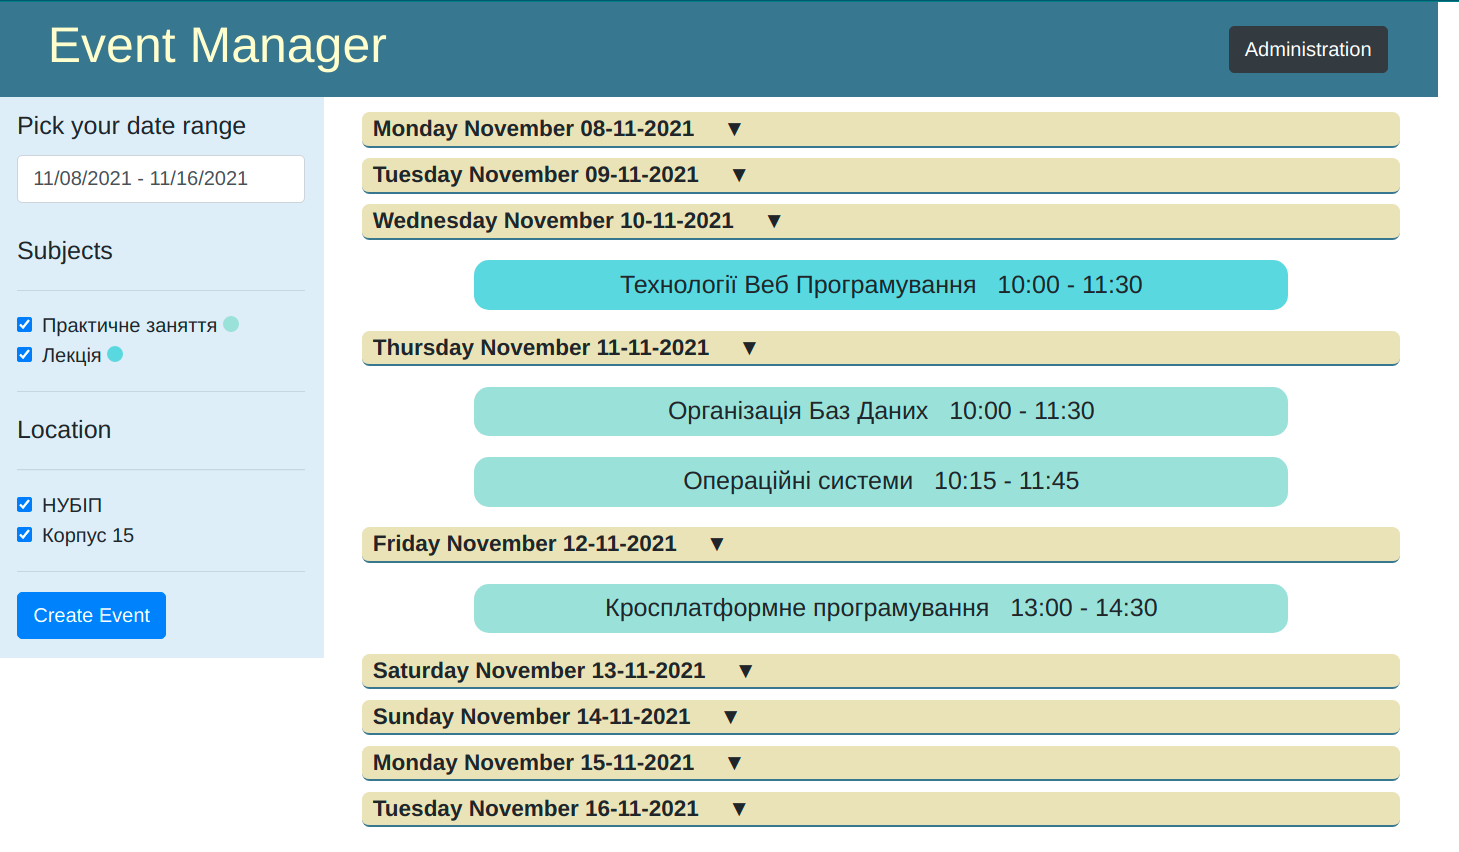 Event Manager
Administration
Pick your date range
11/08/2021 - 11/16/2021
Subjects
Практичне заняття
Лекція
Location
НУБІП
Корпус 15
Create Event
Monday November 08-11-2021 ▼
Tuesday November 09-11-2021 ▼
Wednesday November 10-11-2021 ▼
Технології Веб Програмування 10:00 - 11:30
Thursday November 11-11-2021 ▼
Організація Баз Даних 10:00 - 11:30
Операційні системи 10:15 - 11:45
Friday November 12-11-2021 ▼
Кросплатформне програмування 13:00 - 14:30
Saturday November 13-11-2021 ▼
Sunday November 14-11-2021 ▼
Monday November 15-11-2021 ▼
Tuesday November 16-11-2021 ▼